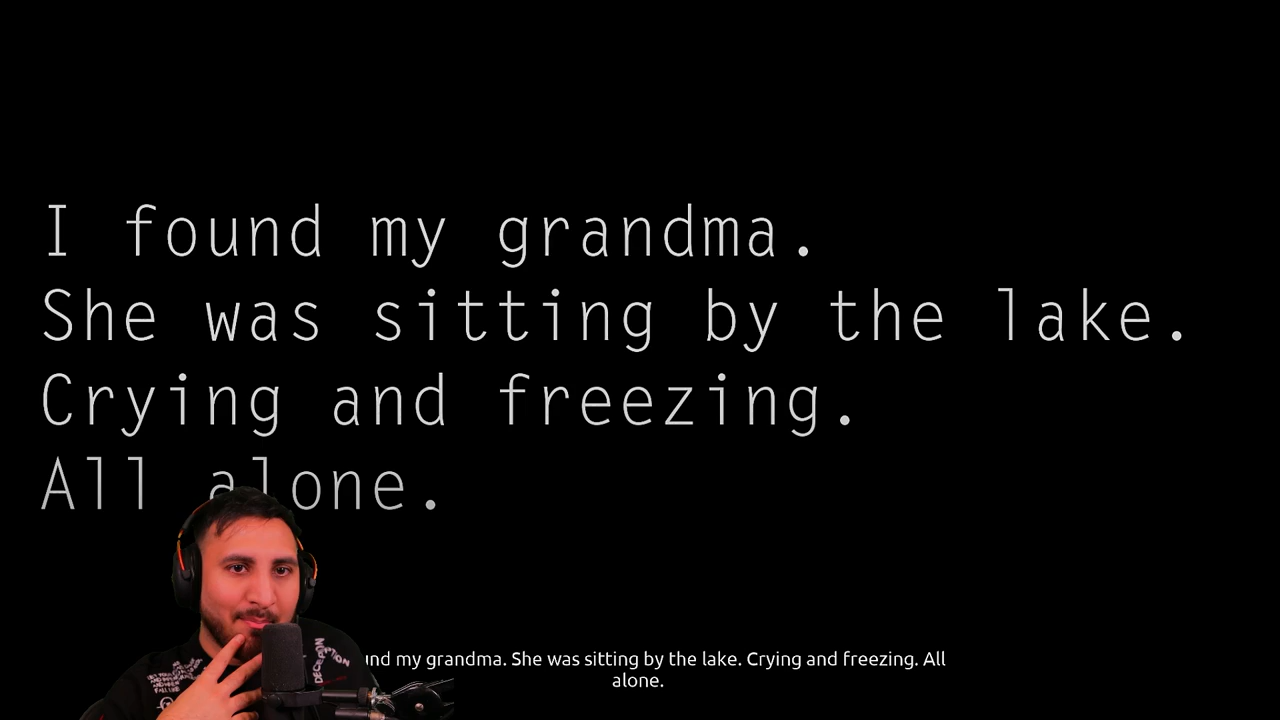 I found my grandma.
She was sitting by the lake.
Crying and freezing.
All alone.
my grandma. She was sitting by the lake. Crying and freezing. All
alone.
DECEPTION